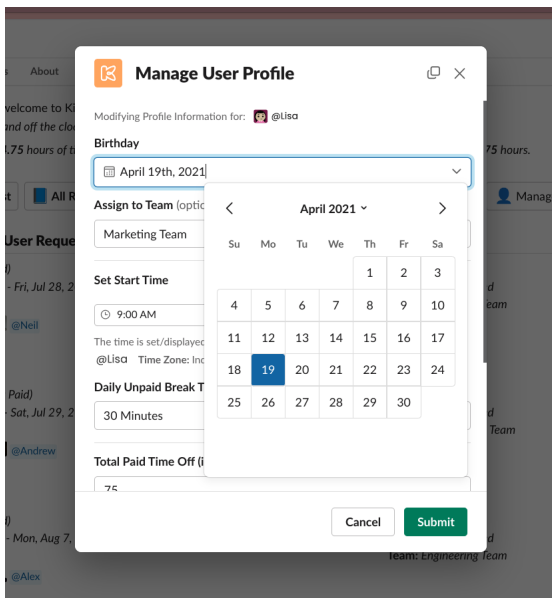 About
Manage User Profile
Modifying Profile Information for: @Lisa
velcome to Ki
and off the clo
Birthday
.75 hours of t
75 hours.
April 19th, 2021
All R
Manag
Assign to Team (optic
April 2021
Marketing Team
Su Mo Tu We Th Fr Sa
User Reque
1 2 3
Set Start Time
- Fri, Jul 28, 2
4 5 6 7 8 9 10
9:00 AM
@Neil
11 12 13 14 15 16 17
The time is set/displayed
@Lisa Time Zone: Inc
18 19 20 21 22 23 24
Daily Unpaid Break T
Paid)
25 26 27 28 29 30
- Sat, Jul 29, 2
30 Minutes
Team
@Andrew
Total Paid Time Off (i
75
Cancel Submit
- Mon, Aug 7,
Team: Engineering Team
@Alex